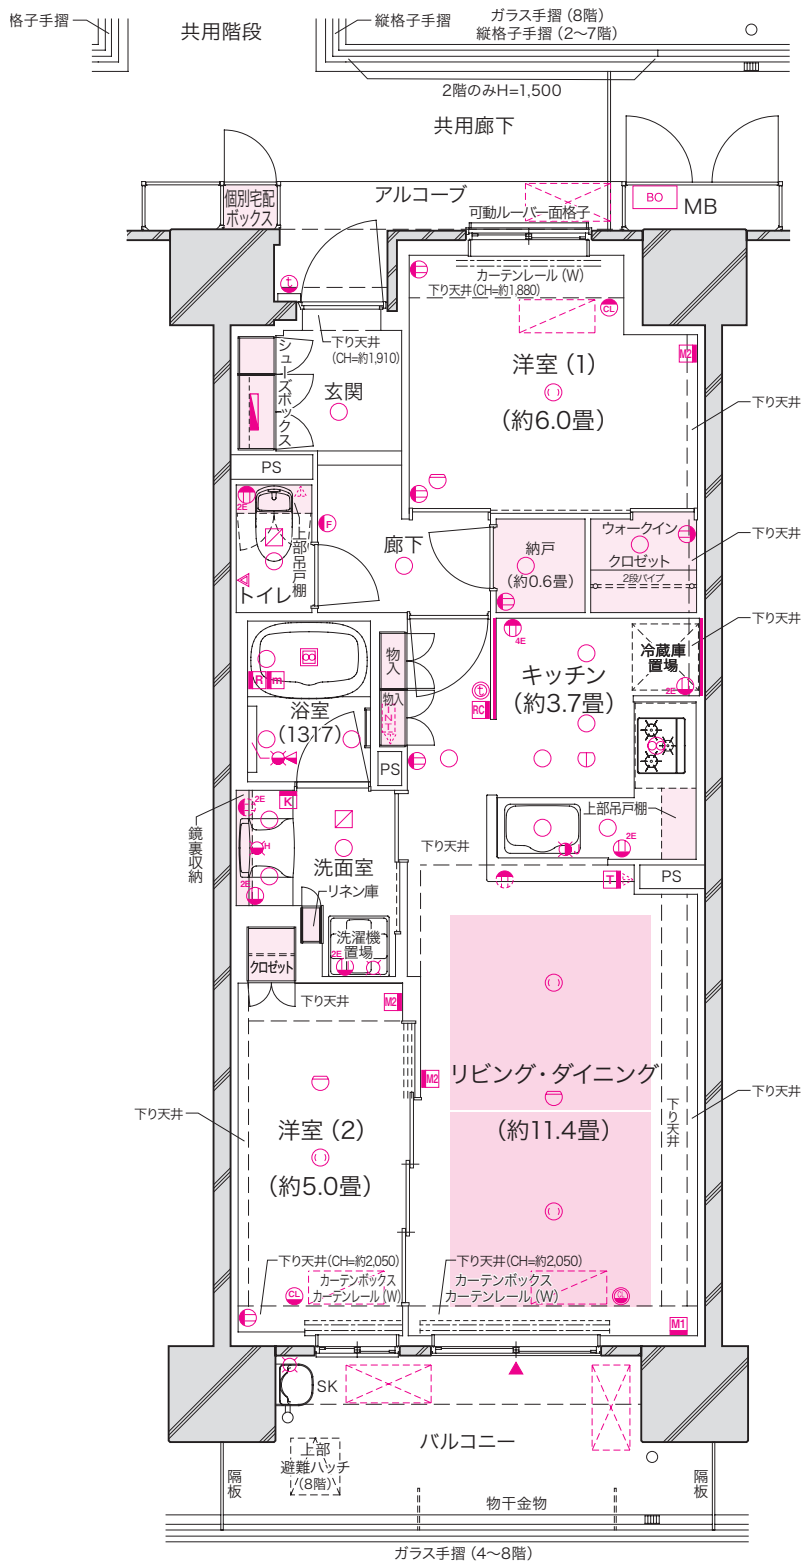 格子手摺
共用階段
縦格子手摺
ガラス手摺 (8階)
縦格子手摺 (2〜7階)
2階のみH=1,500
共用廊下
個別宅配
ボックス
アルコーブ
可動ルーバー面格子
BO
MB
カーテンレール (W)
下り天井(CH=約1,880)
t
CL
下り天井
(CH=約1,910)
シューズボックス
玄関
洋室 (1)
(約6.0畳)
M2
下り天井
PS
2E
上部吊戸棚
トイレ
F
廊下
納戸
(約0.6畳)
ウォークイン
クロゼット
2段パイプ
下り天井
下り天井
物入
物入
4E
キッチン
(約3.7畳)
冷蔵庫
置場
2E
R
m
浴室
(1317)
t
RC
PS
鏡裏収納
2E
K
H
2E
洗面室
リネン庫
洗濯機
置場
2E
上部吊戸棚
2E
下り天井
T
PS
クロゼット
下り天井
M2
M2
リビング・ダイニング
(約11.4畳)
下り天井
下り天井
下り天井
洋室 (2)
(約5.0畳)
下り天井(CH=約2,050)
カーテンボックス
カーテンレール (W)
CL
下り天井(CH=約2,050)
カーテンボックス
カーテンレール (W)
M1
SK
バルコニー
上部
避難ハッチ
(8階)
隔板
隔板
物干金物
ガラス手摺 (4〜8階)